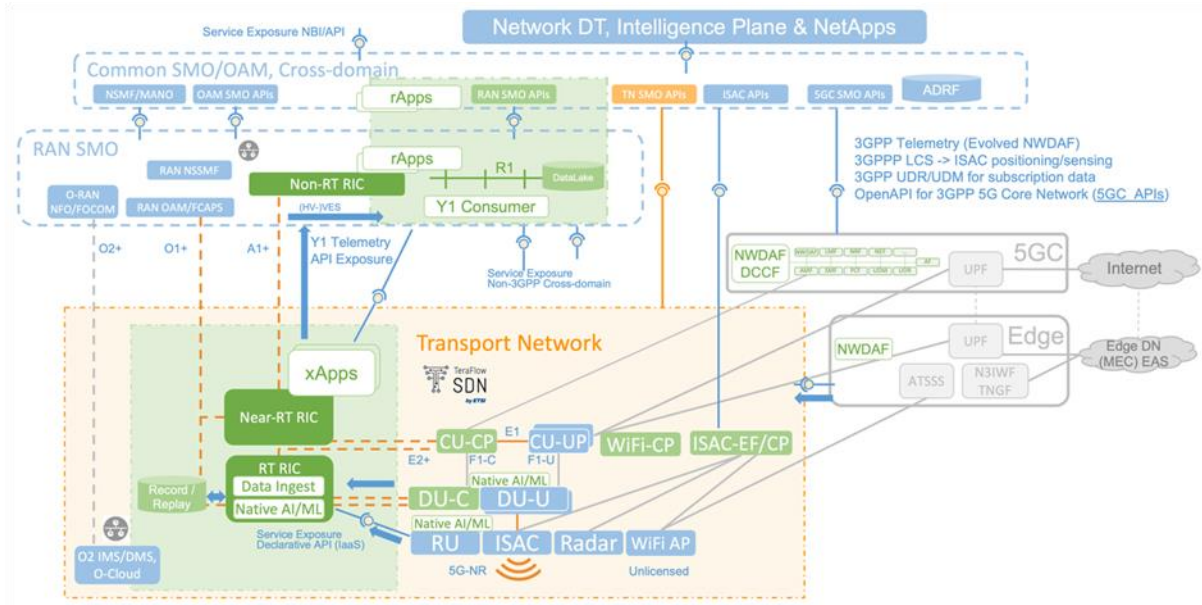 Network DT, Intelligence Plane & NetApps
Service Exposure NBI/API
Common SMO/OAM, Cross-domain
NSMF/MANO
OAM SMO APIs
rApps
RAN SMO APIs
TN SMO APIs
ISAC APIs
5GC SMO APIs
ADRF
RAN SMO
RAN NSSMF
O-RAN
NFO/FOCOM
RAN OAM/FCAPS
Non-RT RIC
rApps
R1
DataLake
Y1 Consumer
(HV-)VES
3GPP Telemetry (Evolved NWDAF)
3GPPP LCS -> ISAC positioning/sensing
3GPP UDR/UDM for subscription data
OpenAPI for 3GPP 5G Core Network (5GC_APIs)
O2+
O1+
A1+
Y1 Telemetry
API Exposure
Service Exposure
Non-3GPP Cross-domain
NWDAF
DCCF
NWDAF
LMF
NRF
AF
UDM
UDR
UPF
5GC
Internet
NWDAF
UPF
Edge
ATSSS
N3IWF
TNGF
Edge DN
(MEC) EAS
Transport Network
TeraFlow
SDN
by ETSI
xApps
Near-RT RIC
RT RIC
Data Ingest
Native AI/ML
Record /
Replay
E2+
CU-CP
E1
CU-UP
F1-C
F1-U
WiFi-CP
ISAC-EF/CP
Native AI/ML
DU-C
DU-U
Native AI/ML
RU
ISAC
Radar
WiFi AP
5G-NR
Unlicensed
Service Exposure
Declarative API (IaaS)
O2 IMS/DMS,
O-Cloud